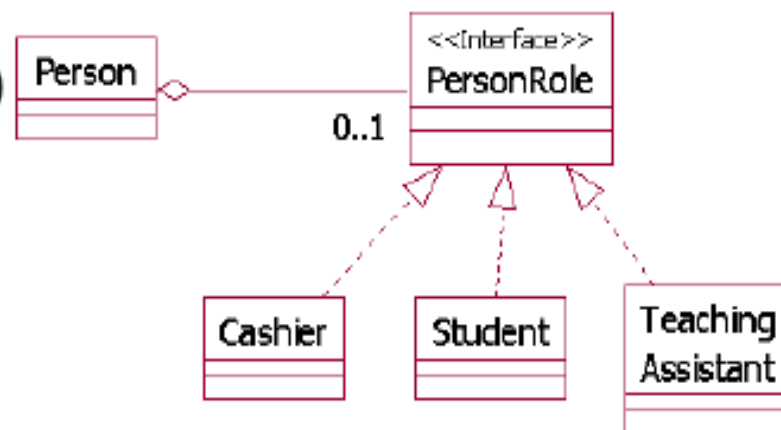 Person
<<Interface>>
PersonRole
0..1
Cashier
Student
Teaching
Assistant